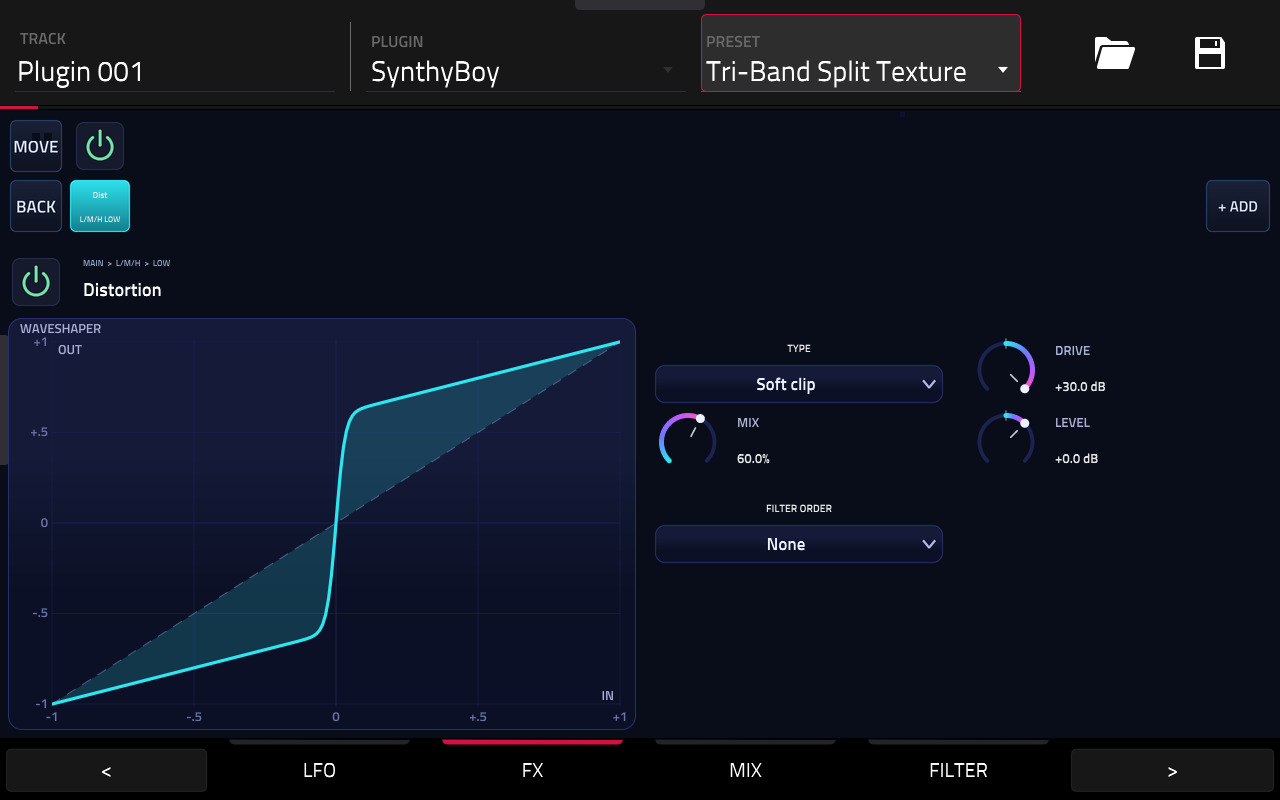 TRACK
Plugin 001
PLUGIN
SynthyBoy
PRESET
Tri-Band Split Texture
MOVE
BACK
Dist
L/M/H LOW
+ ADD
MAIN > L/M/H > LOW
Distortion
WAVESHAPER
+1
OUT
+.5
0
-.5
-1
IN
-1
-.5
0
+.5
+1
TYPE
Soft clip
MIX
60.0%
DRIVE
+30.0 dB
LEVEL
+0.0 dB
FILTER ORDER
None
<
LFO
FX
MIX
FILTER
>